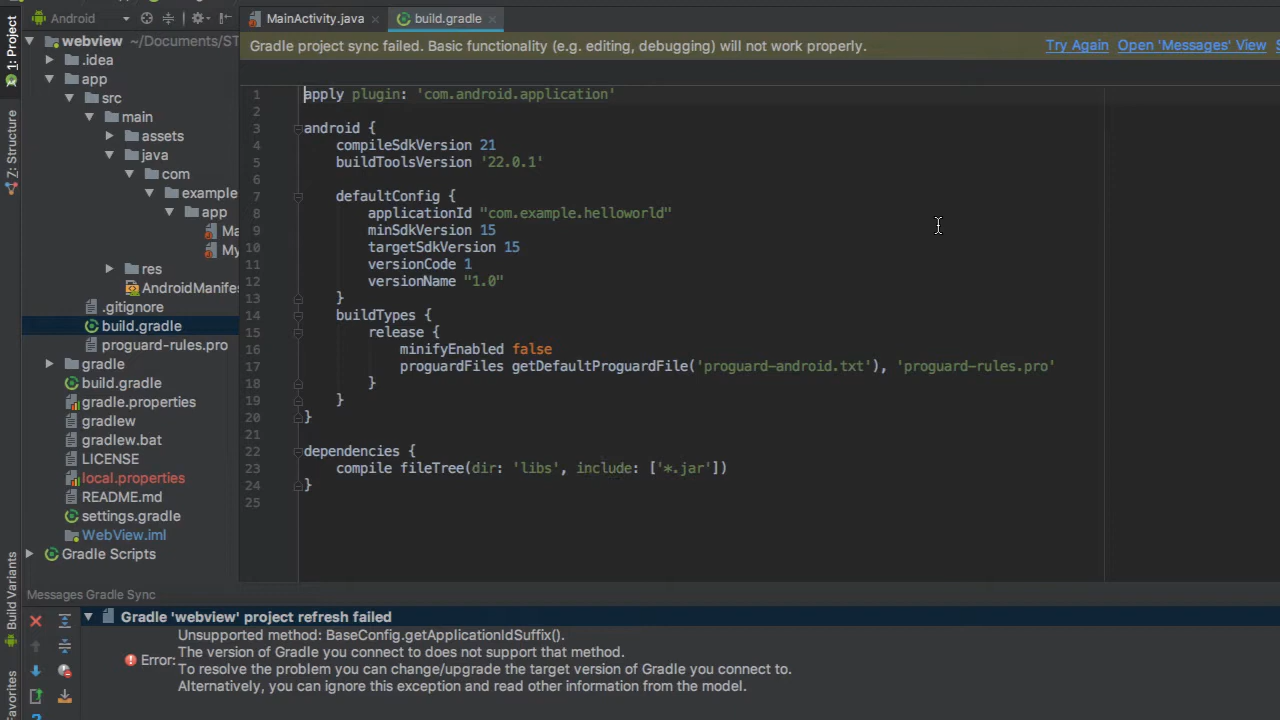 Android
MainActivity.java
build.gradle
1: Project
webview ~/Documents/ST
Gradle project sync failed. Basic functionality (e.g. editing, debugging) will not work properly.
Try Again Open 'Messages' View
.idea
app
src
main
assets
java
com
example
app
Ma
My
res
AndroidManifes
.gitignore
build.gradle
proguard-rules.pro
gradle
build.gradle
gradle.properties
gradlew
gradlew.bat
LICENSE
local.properties
README.md
settings.gradle
WebView.iml
Gradle Scripts
Z: Structure
Build Variants
Favorites
1 apply plugin: 'com.android.application'
2
3 android {
4 compileSdkVersion 21
5 buildToolsVersion '22.0.1'
6
7 defaultConfig {
8 applicationId "com.example.helloworld"
9 minSdkVersion 15
10 targetSdkVersion 15
11 versionCode 1
12 versionName "1.0"
13 }
14 buildTypes {
15 release {
16 minifyEnabled false
17 proguardFiles getDefaultProguardFile('proguard-android.txt'), 'proguard-rules.pro'
18 }
19 }
20 }
21
22 dependencies {
23 compile fileTree(dir: 'libs', include: ['*.jar'])
24 }
25
Messages Gradle Sync
Gradle 'webview' project refresh failed
Error:
Unsupported method: BaseConfig.getApplicationIdSuffix().
The version of Gradle you connect to does not support that method.
To resolve the problem you can change/upgrade the target version of Gradle you connect to.
Alternatively, you can ignore this exception and read other information from the model.